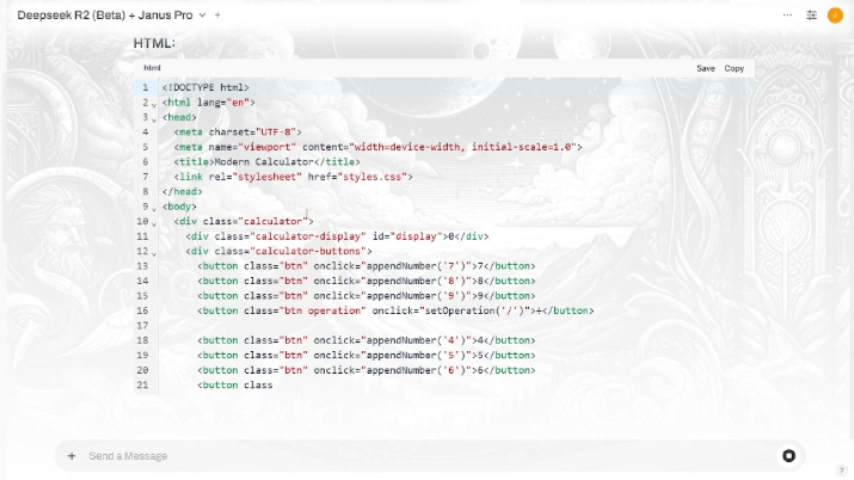 Deepseek R2 (Beta) + Janus Pro
HTML:
html Save Copy
1 <!DOCTYPE html>
2 <html lang="en">
3 <head>
4 <meta charset="UTF-8">
5 <meta name="viewport" content="width=device-width, initial-scale=1.0">
6 <title>Modern Calculator</title>
7 <link rel="stylesheet" href="styles.css">
8 </head>
9 <body>
10 <div class="calculator">
11 <div class="calculator-display" id="display">0</div>
12 <div class="calculator-buttons">
13 <button class="btn" onclick="appendNumber('7')">7</button>
14 <button class="btn" onclick="appendNumber('8')">8</button>
15 <button class="btn" onclick="appendNumber('9')">9</button>
16 <button class="btn operation" onclick="setOperation('/')">÷</button>
17
18 <button class="btn" onclick="appendNumber('4')">4</button>
19 <button class="btn" onclick="appendNumber('5')">5</button>
20 <button class="btn" onclick="appendNumber('6')">6</button>
21 <button class
Send a Message
?